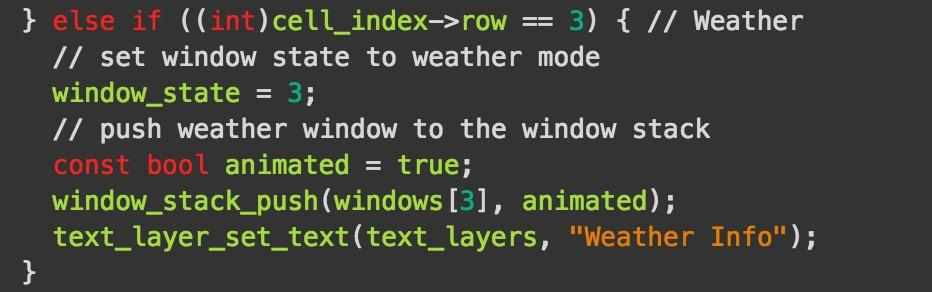 } else if ((int)cell_index->row == 3) { // Weather
// set window state to weather mode
window_state = 3;
// push weather window to the window stack
const bool animated = true;
window_stack_push(windows[3], animated);
text_layer_set_text(text_layers, "Weather Info");
}